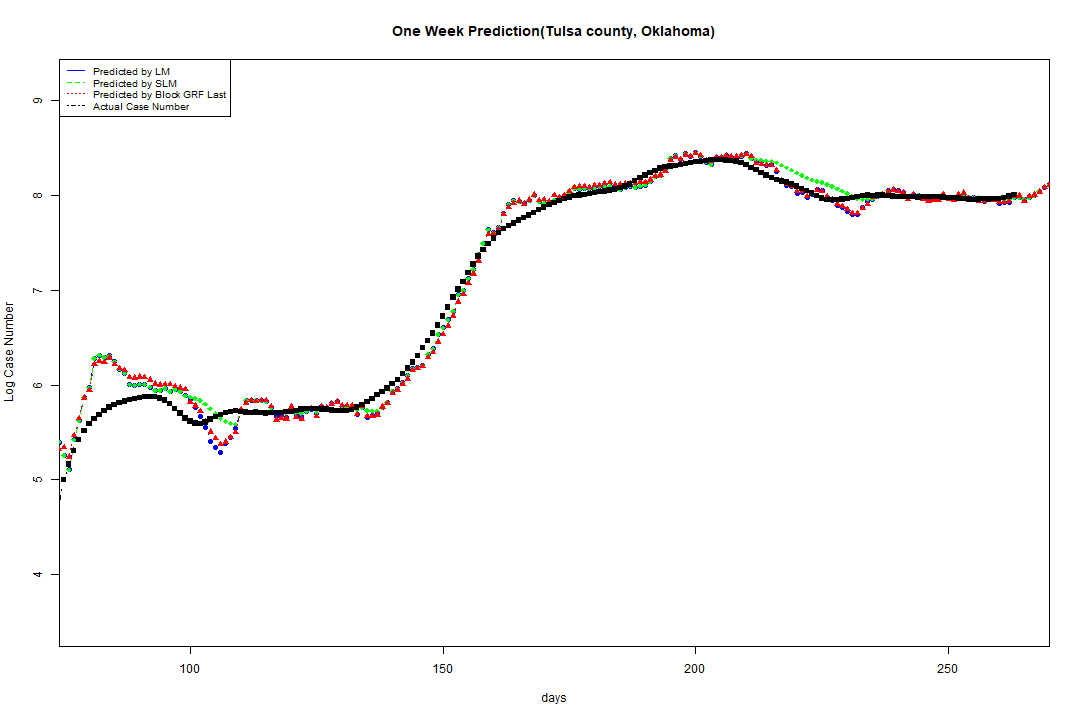 One Week Prediction(Tulsa county, Oklahoma)
Predicted by LM
Predicted by SLM
Predicted by Block GRF Last
Actual Case Number
9
8
7
6
5
4
Log Case Number
100 150 200 250
days